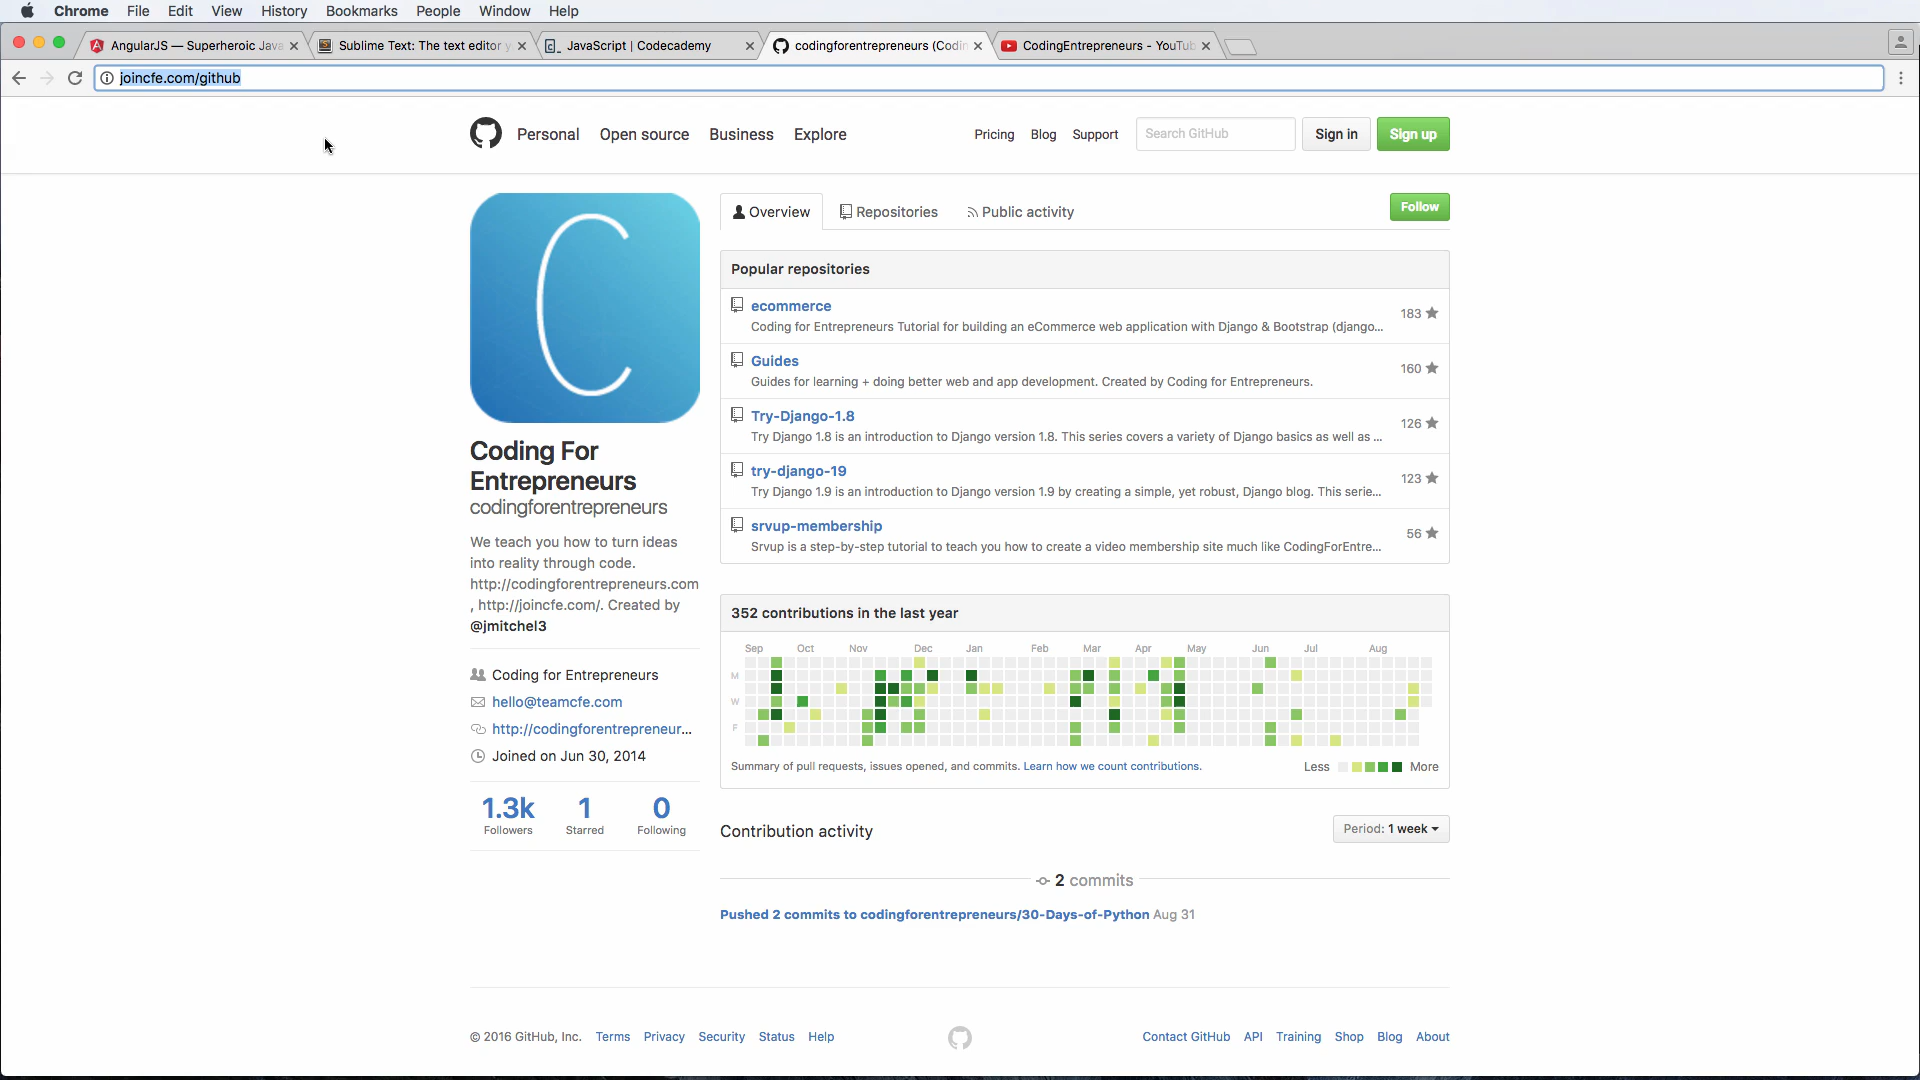 Chrome File Edit View History Bookmarks People Window Help
AngularJS — Superheroic Java
Sublime Text: The text editor y
JavaScript | Codecademy
codingforentrepreneurs (Codin
CodingEntrepreneurs - YouTub
joincfe.com/github
Personal Open source Business Explore
Pricing Blog Support Search GitHub Sign in Sign up
Overview Repositories Public activity
Follow
Coding For
Entrepreneurs
codingforentrepreneurs
We teach you how to turn ideas
into reality through code.
http://codingforentrepreneurs.com
, http://joincfe.com/. Created by
@jmitchel3
Coding for Entrepreneurs
hello@teamcfe.com
http://codingforentrepreneur...
Joined on Jun 30, 2014
1.3k 1 0
Followers Starred Following
Popular repositories
ecommerce
Coding for Entrepreneurs Tutorial for building an eCommerce web application with Django & Bootstrap (django...
183
Guides
Guides for learning + doing better web and app development. Created by Coding for Entrepreneurs.
160
Try-Django-1.8
Try Django 1.8 is an introduction to Django version 1.8. This series covers a variety of Django basics as well as ...
126
try-django-19
Try Django 1.9 is an introduction to Django version 1.9 by creating a simple, yet robust, Django blog. This serie...
123
srvup-membership
Srvup is a step-by-step tutorial to teach you how to create a video membership site much like CodingForEntre...
56
352 contributions in the last year
Sep Oct Nov Dec Jan Feb Mar Apr May Jun Jul Aug
M
W
F
Summary of pull requests, issues opened, and commits. Learn how we count contributions.
Less More
Contribution activity
Period: 1 week
2 commits
Pushed 2 commits to codingforentrepreneurs/30-Days-of-Python Aug 31
© 2016 GitHub, Inc. Terms Privacy Security Status Help
Contact GitHub API Training Shop Blog About